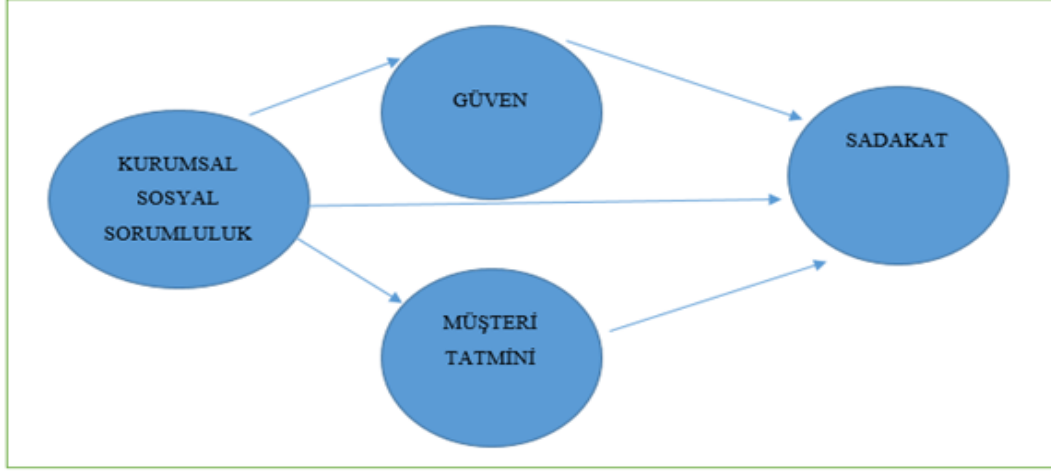 GÜVEN
SADAKAT
KURUMSAL
SOSYAL
SORUMLULUK
MÜŞTERİ
TATMİNİ